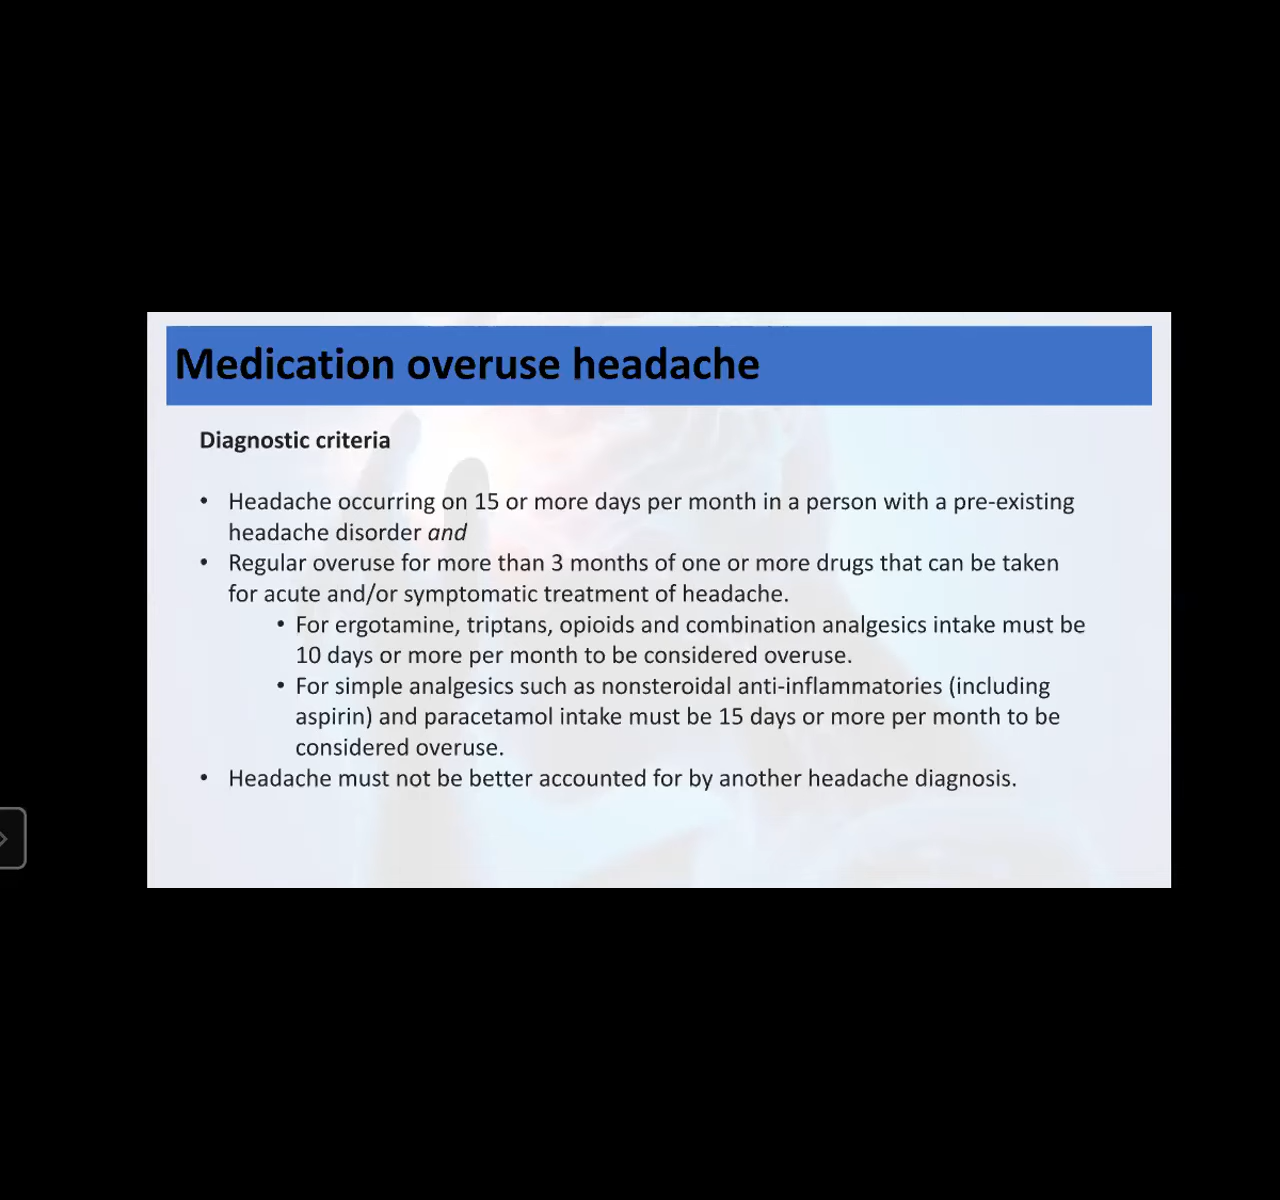 Medication overuse headache
Diagnostic criteria
• Headache occurring on 15 or more days per month in a person with a pre-existing
headache disorder and
• Regular overuse for more than 3 months of one or more drugs that can be taken
for acute and/or symptomatic treatment of headache.
• For ergotamine, triptans, opioids and combination analgesics intake must be
10 days or more per month to be considered overuse.
• For simple analgesics such as nonsteroidal anti-inflammatories (including
aspirin) and paracetamol intake must be 15 days or more per month to be
considered overuse.
• Headache must not be better accounted for by another headache diagnosis.